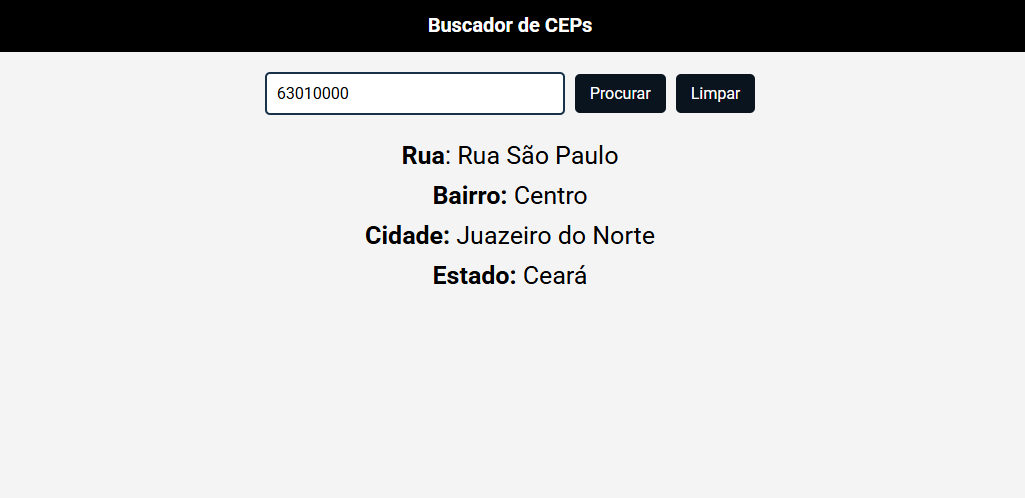 Buscador de CEPs
63010000 Procurar Limpar
Rua: Rua São Paulo
Bairro: Centro
Cidade: Juazeiro do Norte
Estado: Ceará